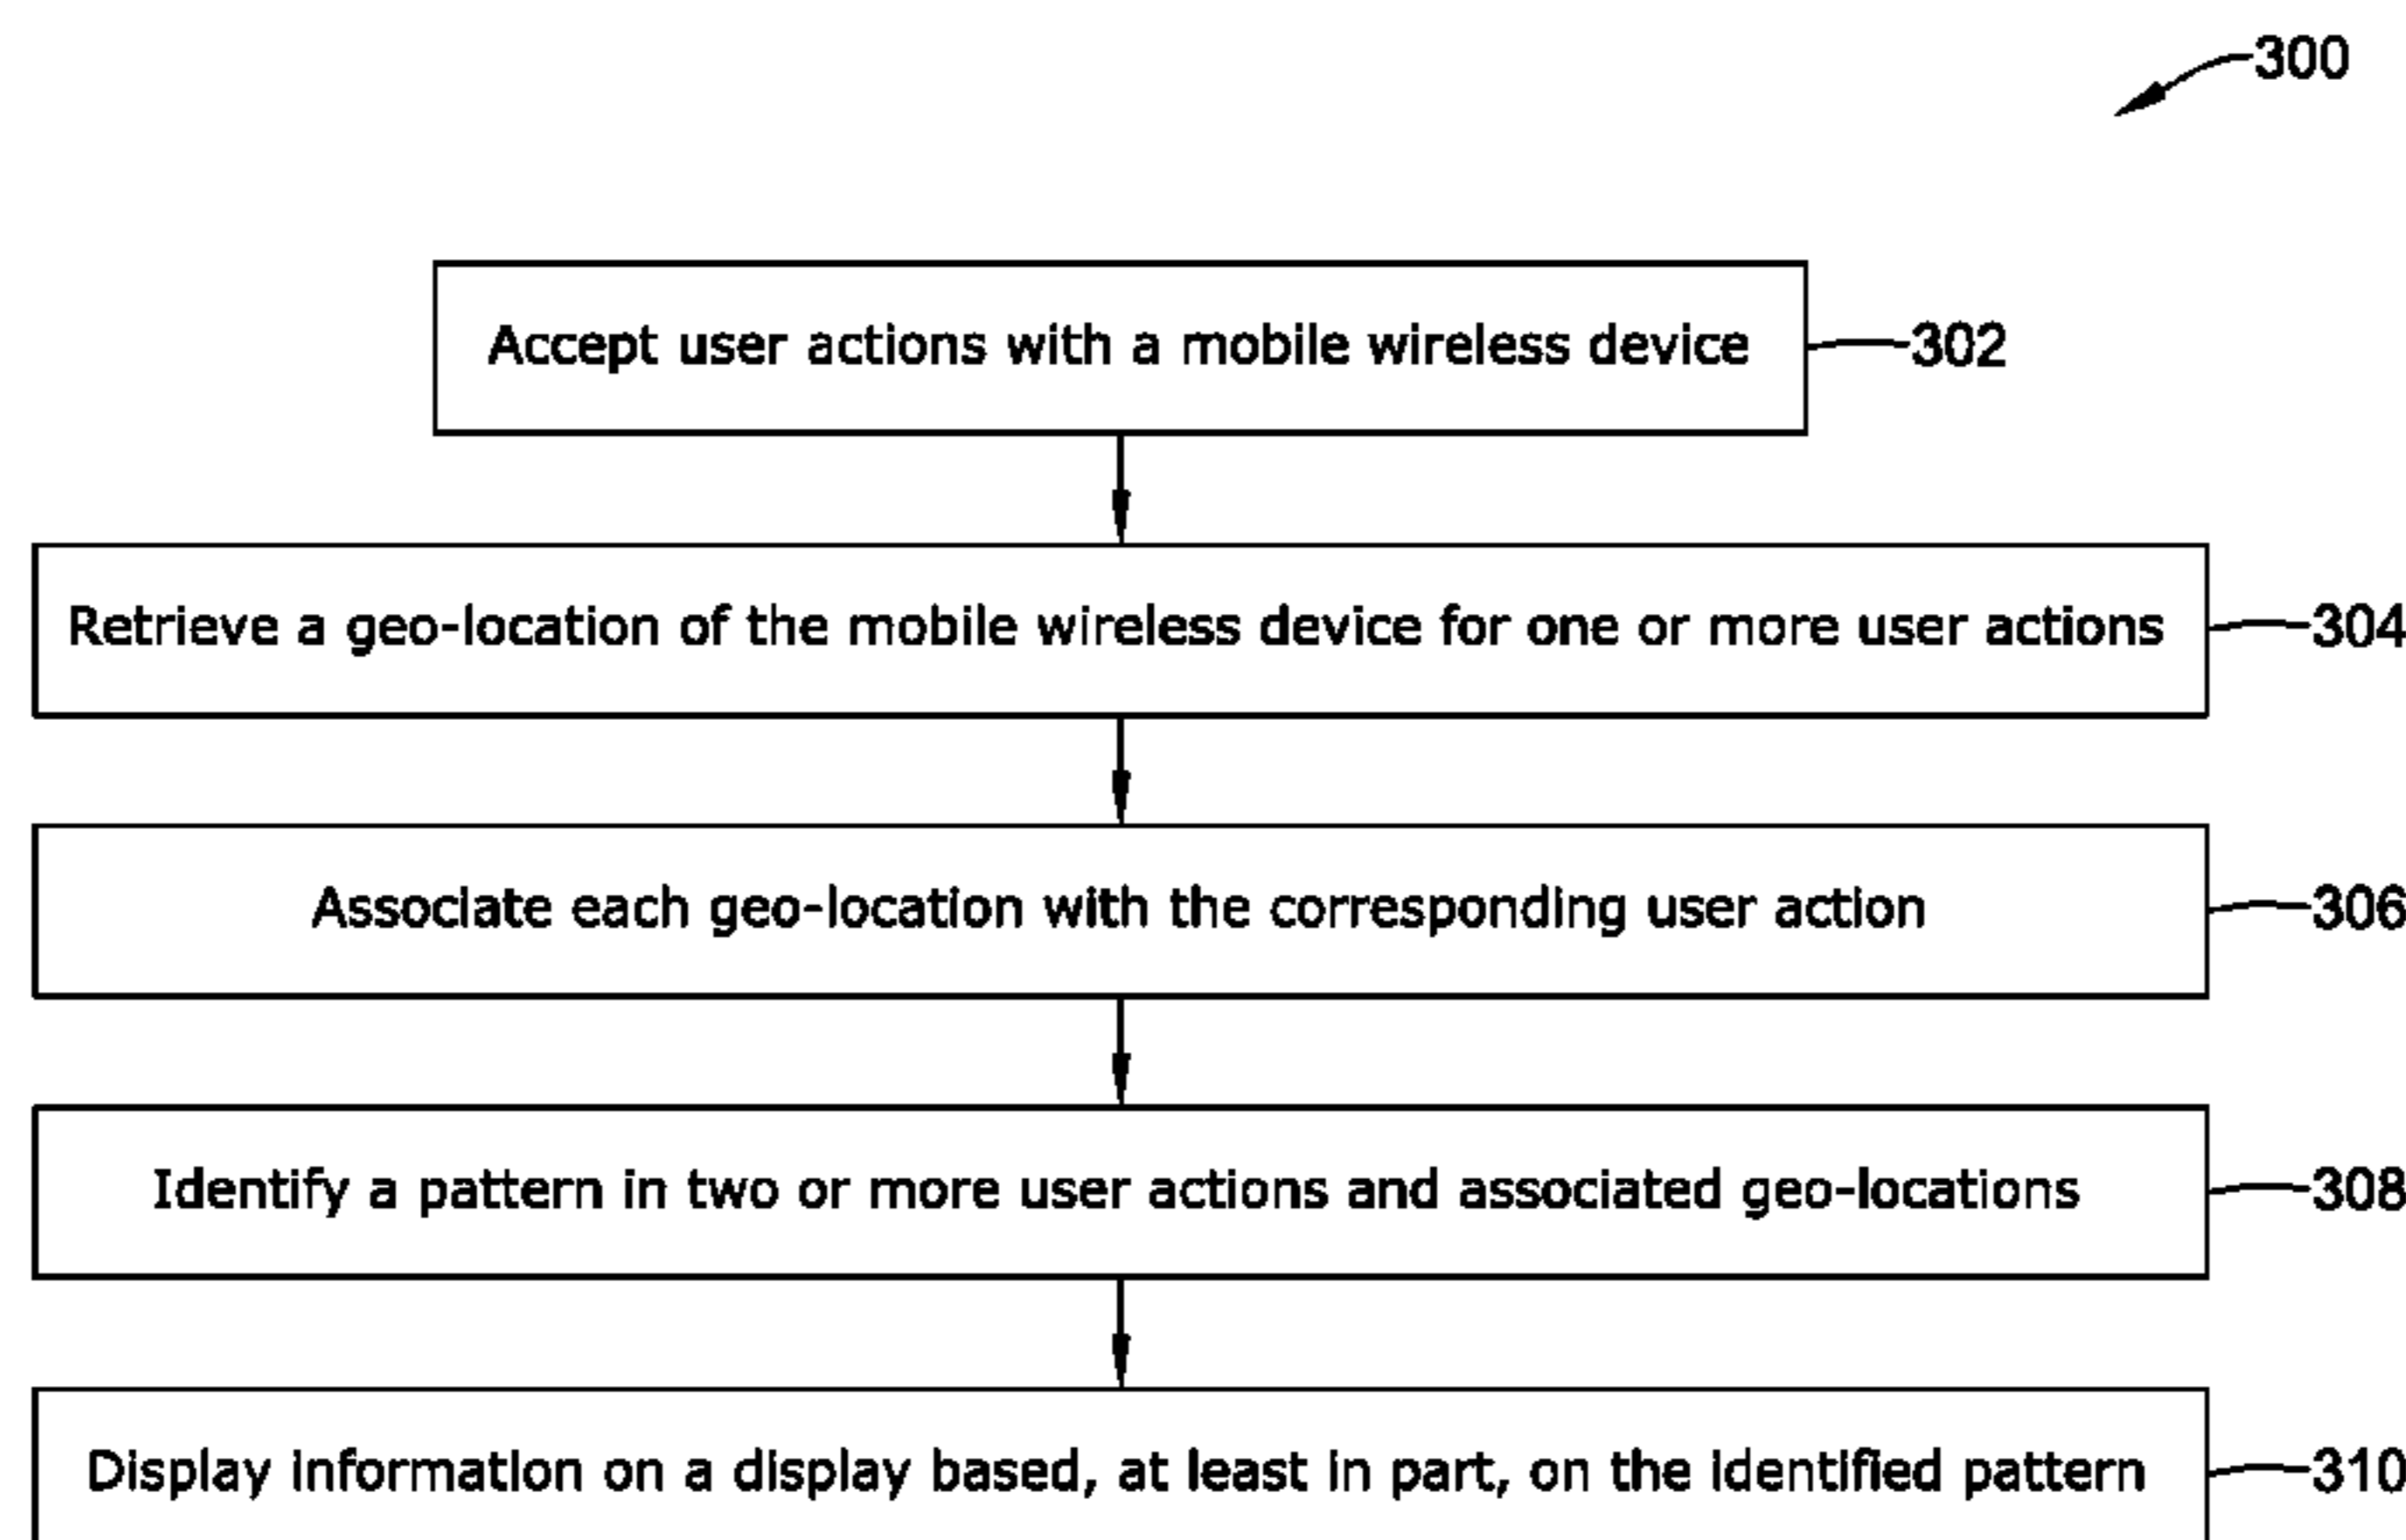 300
Accept user actions with a mobile wireless device 302
Retrieve a geo-location of the mobile wireless device for one or more user actions 304
Associate each geo-location with the corresponding user action 306
Identify a pattern in two or more user actions and associated geo-locations 308
Display information on a display based, at least in part, on the identified pattern 310